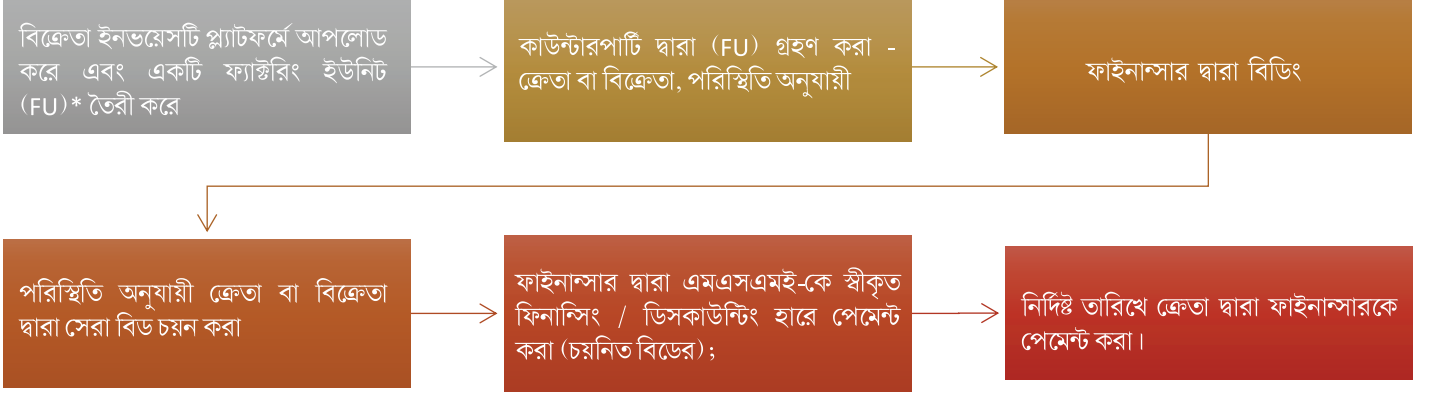 বিক্রেতা ইনভয়েসটি প্ল্যাটফর্মে আপলোড
করে এবং একটি ফ্যাক্টরিং ইউনিট
(FU)* তৈরী করে
কাউন্টারপার্টি দ্বারা (FU) গ্রহণ করা -
ক্রেতা বা বিক্রেতা, পরিস্থিতি অনুযায়ী
ফাইনান্সার দ্বারা বিডিং
পরিস্থিতি অনুযায়ী ক্রেতা বা বিক্রেতা
দ্বারা সেরা বিড চয়ন করা
ফাইনান্সার দ্বারা এমএসএমই-কে স্বীকৃত
ফিনান্সিং / ডিসকাউন্টিং হারে পেমেন্ট
করা (চয়নিত বিডের);
নির্দিষ্ট তারিখে ক্রেতা দ্বারা ফাইনান্সারকে
পেমেন্ট করা।